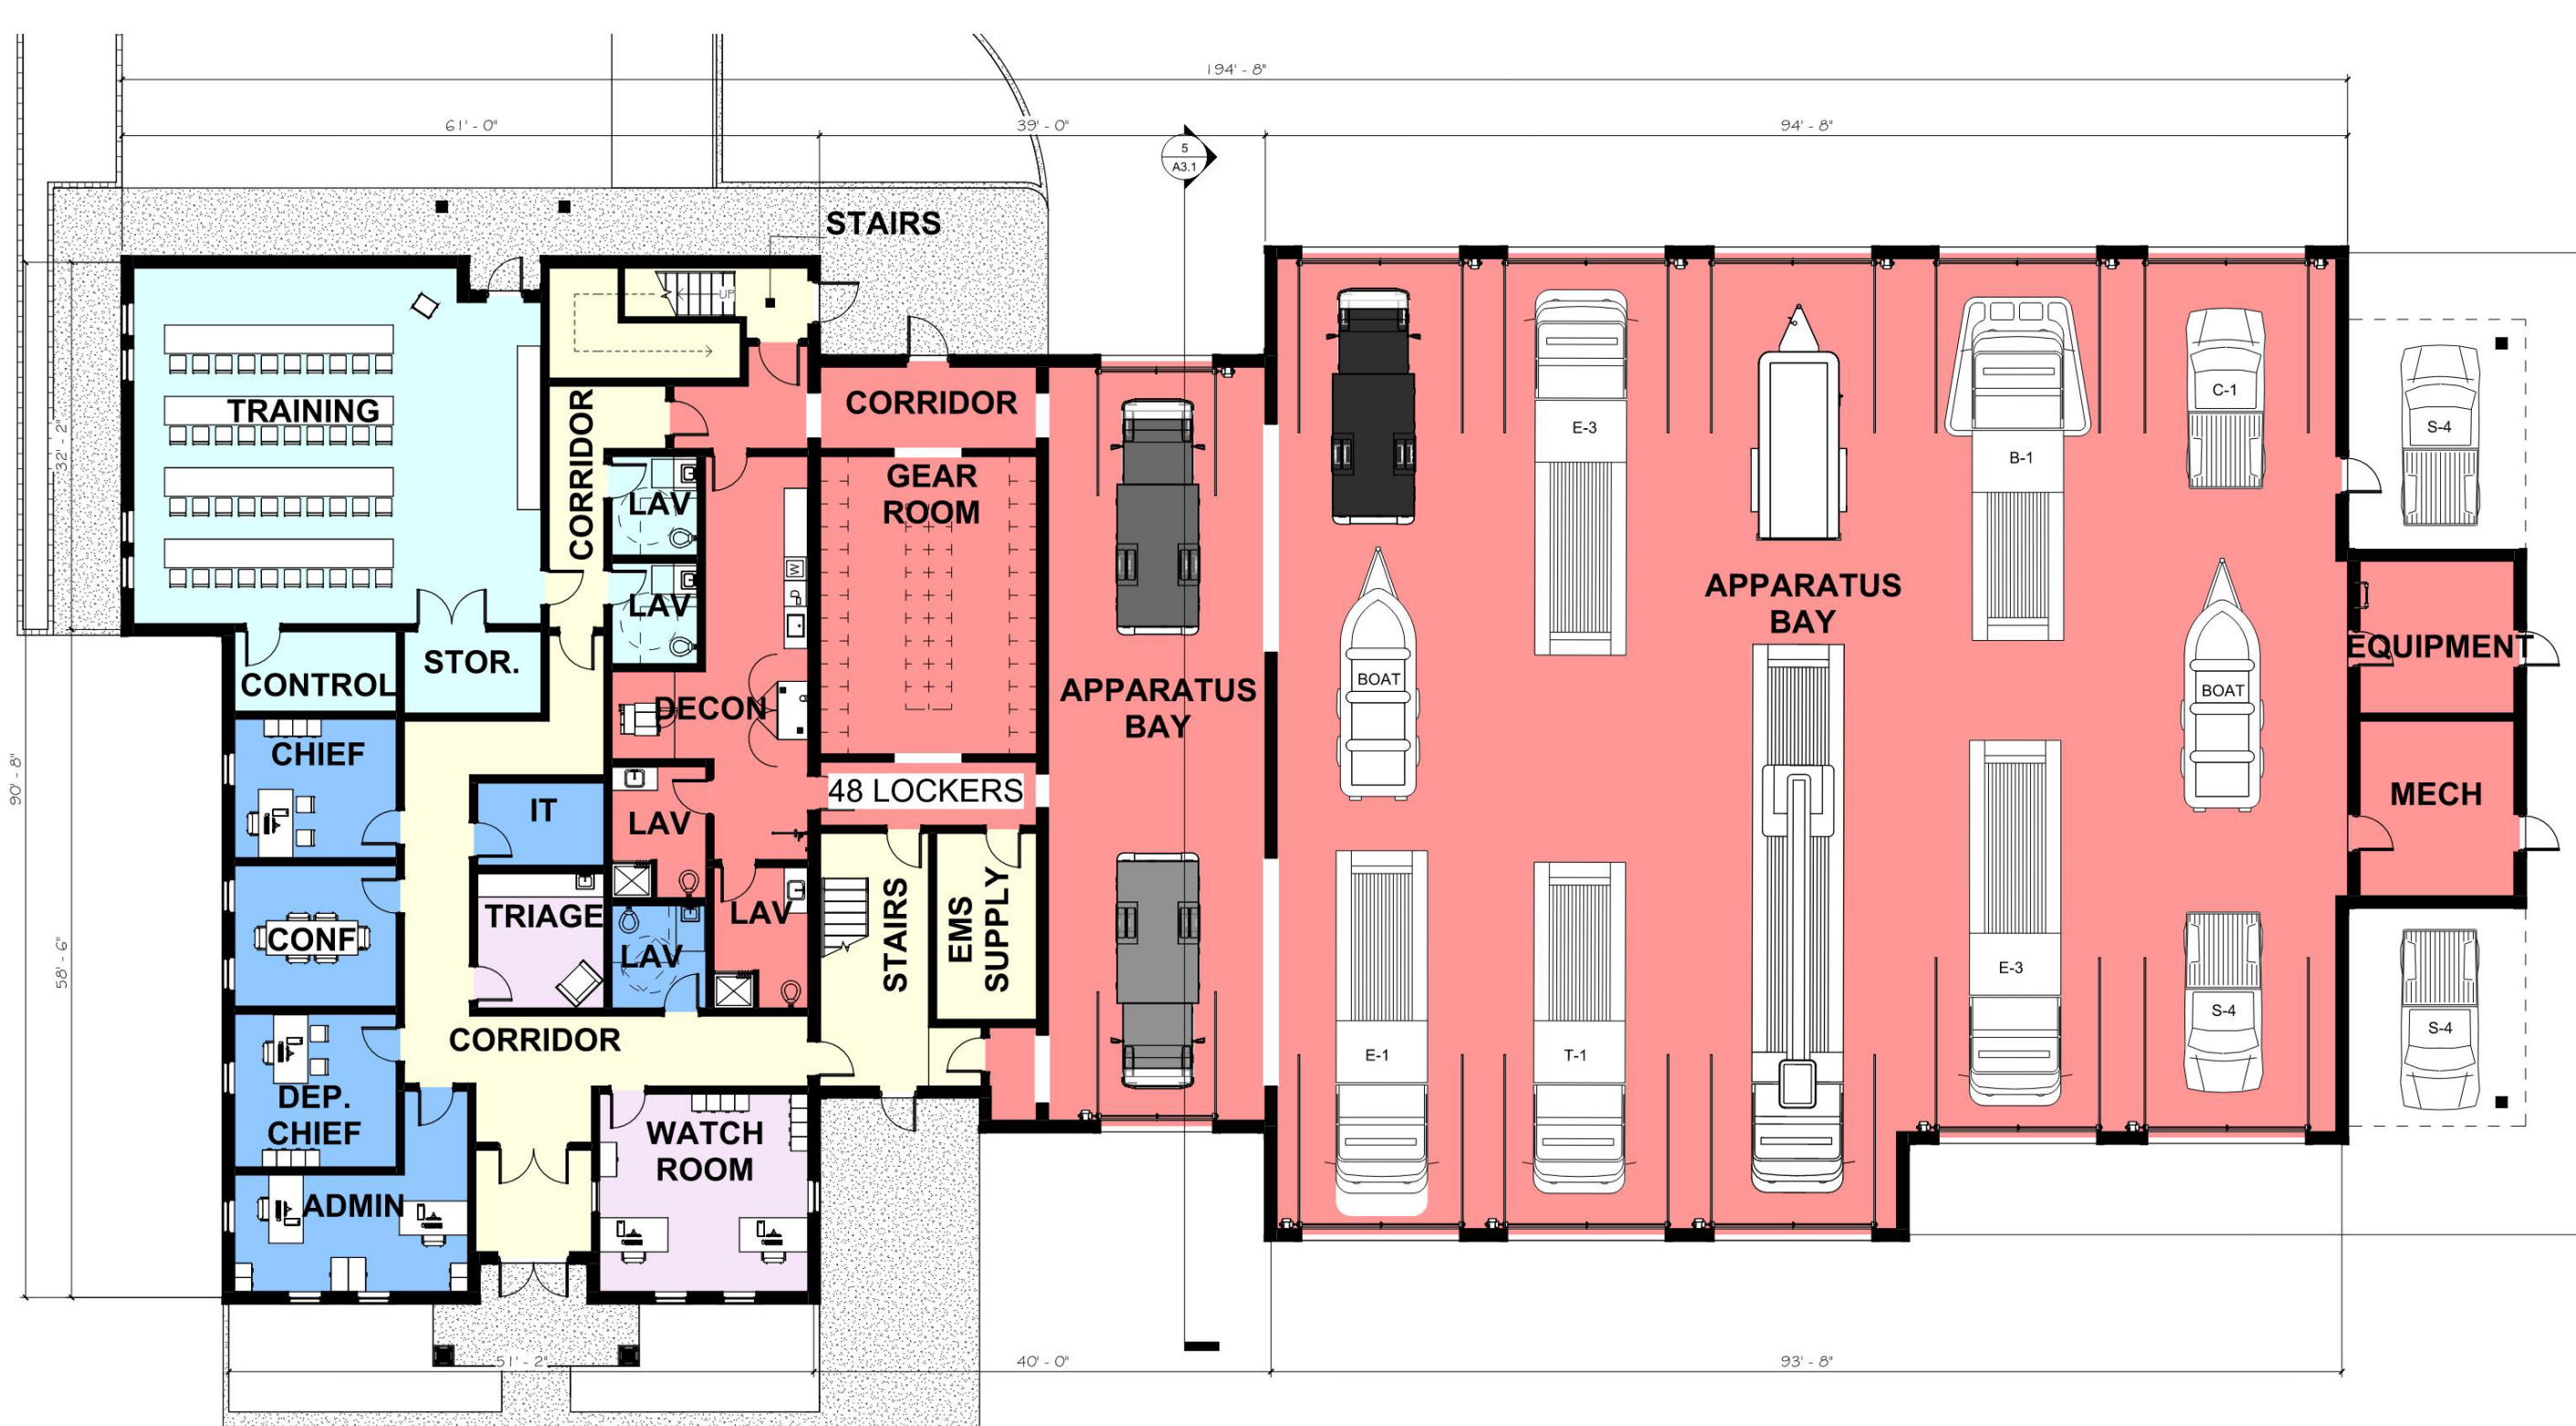 194' - 8"
61' - 0"
39' - 0"
94' - 8"
5
A3.1
STAIRS
UP
CORRIDOR
TRAINING
CORRIDOR
GEAR
ROOM
LAV
LAV
W
32' - 2"
E-3
B-1
C-1
S-4
APPARATUS
BAY
EQUIPMENT
CONTROL
STOR.
DECON
APPARATUS
BAY
BOAT
BOAT
CHIEF
IT
LAV
48 LOCKERS
MECH
90' - 8"
58' - 6"
TRIAGE
CONF
LAV
LAV
STAIRS
EMS
SUPPLY
CORRIDOR
DEP.
CHIEF
WATCH
ROOM
ADMIN
E-1
T-1
E-3
S-4
S-4
51' - 2"
40' - 0"
93' - 8"